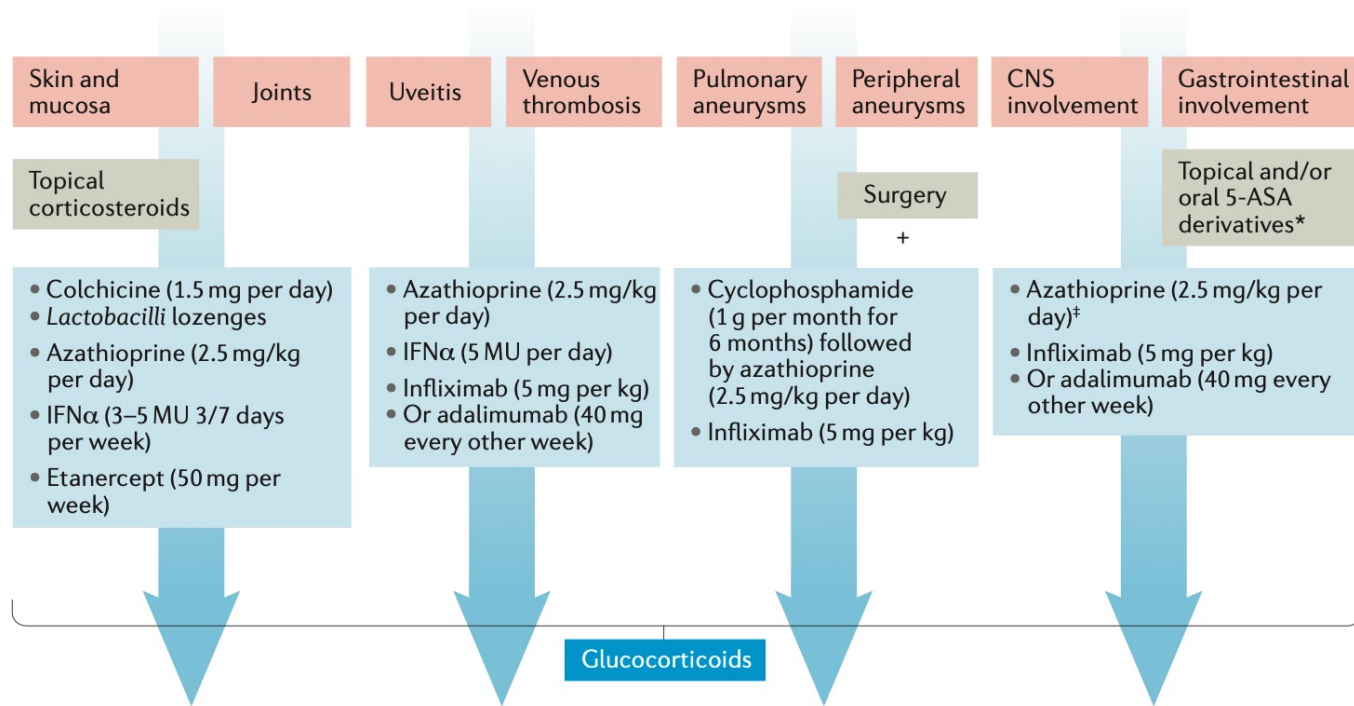 Skin and
mucosa
Joints
Uveitis
Venous
thrombosis
Pulmonary
aneurysms
Peripheral
aneurysms
CNS
involvement
Gastrointestinal
involvement
Topical
corticosteroids
Surgery
+
Topical and/or
oral 5-ASA
derivatives*
• Colchicine (1.5 mg per day)
• Lactobacilli lozenges
• Azathioprine (2.5 mg/kg
per day)
• IFNα (3–5 MU 3/7 days
per week)
• Etanercept (50 mg per
week)
• Azathioprine (2.5 mg/kg
per day)
• IFNα (5 MU per day)
• Infliximab (5 mg per kg)
• Or adalimumab (40 mg
every other week)
• Cyclophosphamide
(1 g per month for
6 months) followed
by azathioprine
(2.5 mg/kg per day)
• Infliximab (5 mg per kg)
• Azathioprine (2.5 mg/kg per
day)‡
• Infliximab (5 mg per kg)
• Or adalimumab (40 mg every
other week)
Glucocorticoids